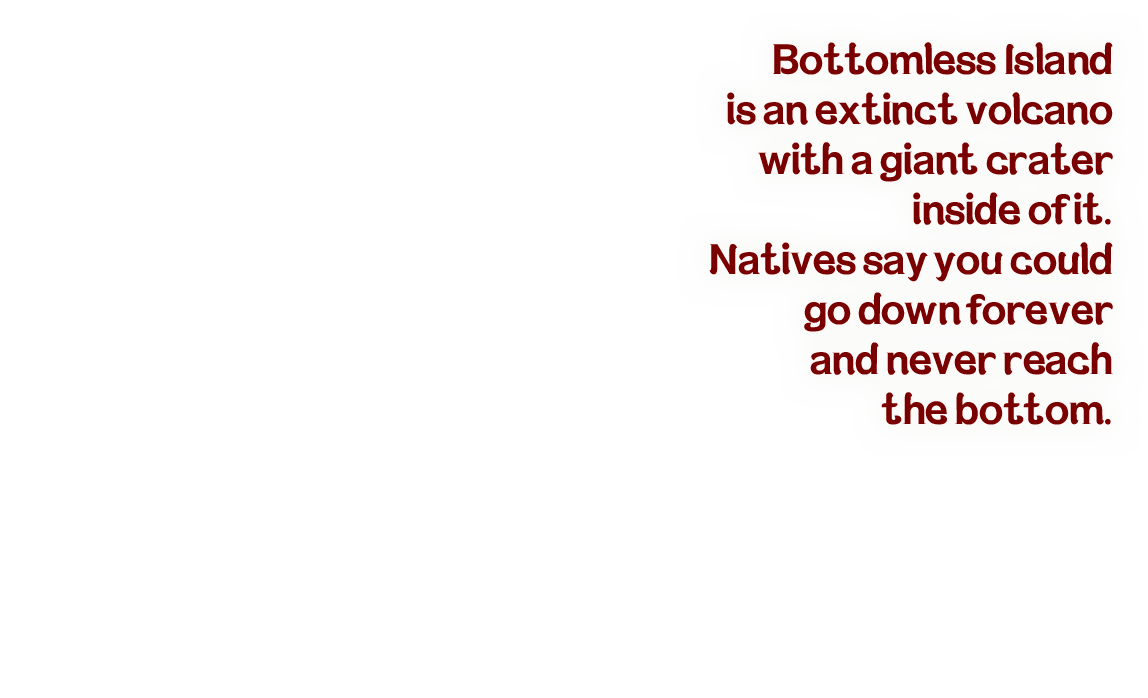 Bottomless Island
is an extinct volcano
with a giant crater
inside of it.
Natives say you could
go down forever
and never reach
the bottom.